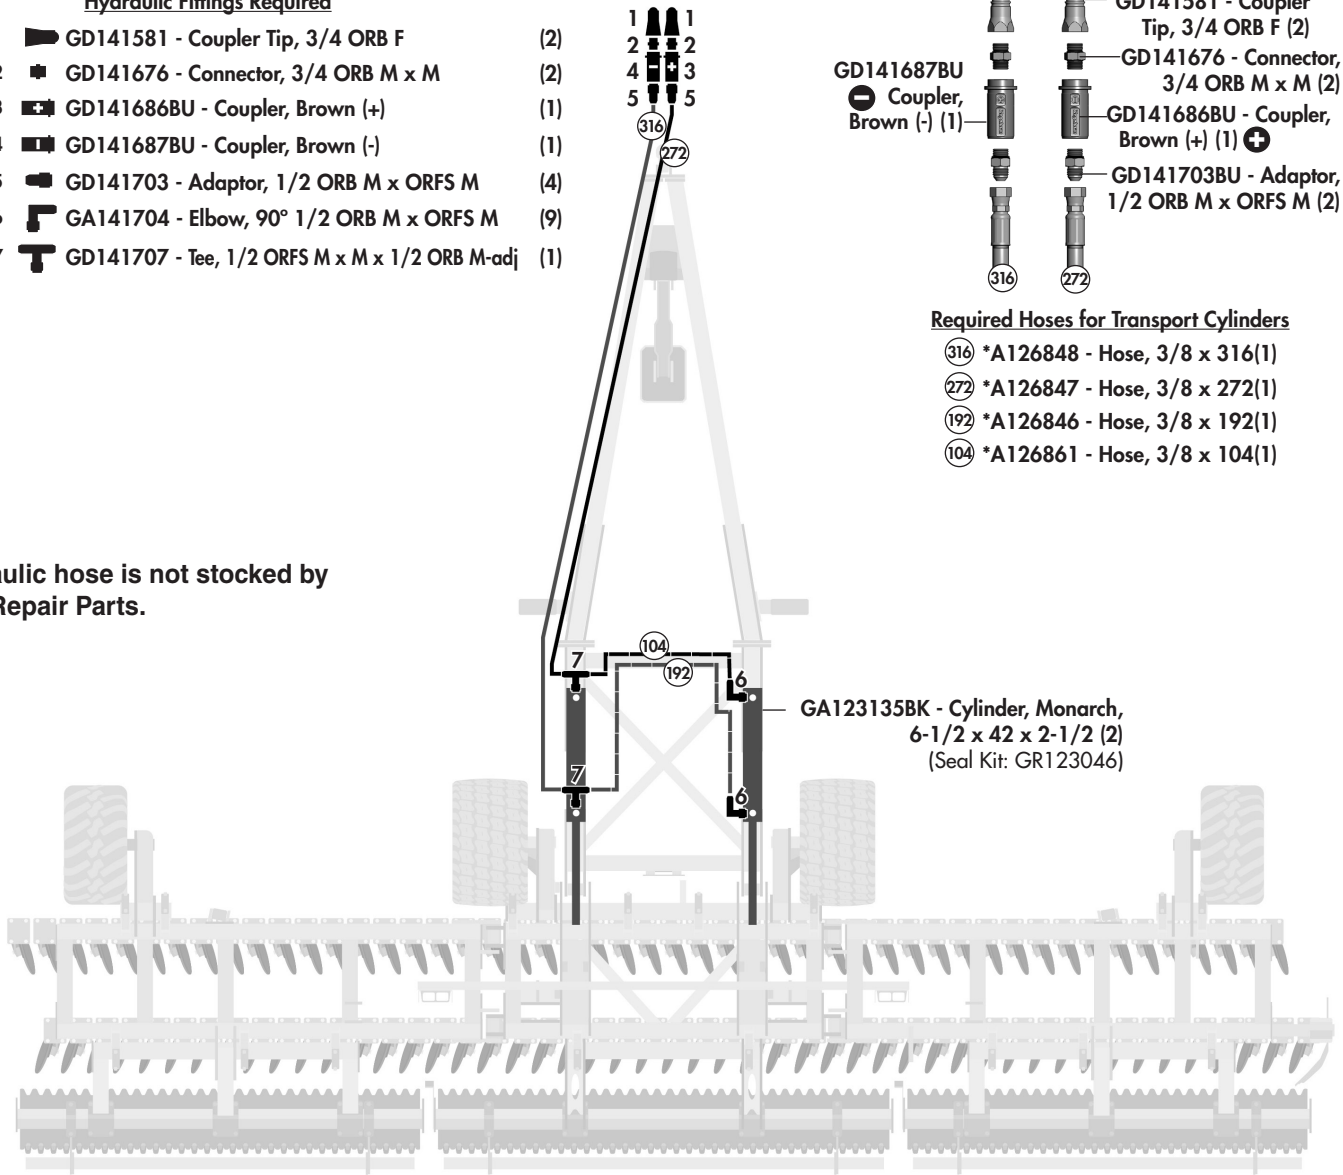 Hydraulic Fittings Required
GD141581 - Coupler Tip, 3/4 ORB F (2)
2 GD141676 - Connector, 3/4 ORB M x M (2)
3 GD141686BU - Coupler, Brown (+) (1)
4 GD141687BU - Coupler, Brown (-) (1)
5 GD141703 - Adaptor, 1/2 ORB M x ORFS M (4)
6 GA141704 - Elbow, 90° 1/2 ORB M x ORFS M (9)
7 GD141707 - Tee, 1/2 ORFS M x M x 1/2 ORB M-adj (1)
1 1
2 2
4 3
5 5
316
272
GD141581 - Coupler
Tip, 3/4 ORB F (2)
GD141676 - Connector,
3/4 ORB M x M (2)
GD141687BU
Coupler,
Brown (-) (1)
GD141686BU - Coupler,
Brown (+) (1)
GD141703BU - Adaptor,
1/2 ORB M x ORFS M (2)
316
272
Required Hoses for Transport Cylinders
316 *A126848 - Hose, 3/8 x 316(1)
272 *A126847 - Hose, 3/8 x 272(1)
192 *A126846 - Hose, 3/8 x 192(1)
104 *A126861 - Hose, 3/8 x 104(1)
aulic hose is not stocked by
Repair Parts.
104
7
192
6
GA123135BK - Cylinder, Monarch,
6-1/2 x 42 x 2-1/2 (2)
(Seal Kit: GR123046)
7
6